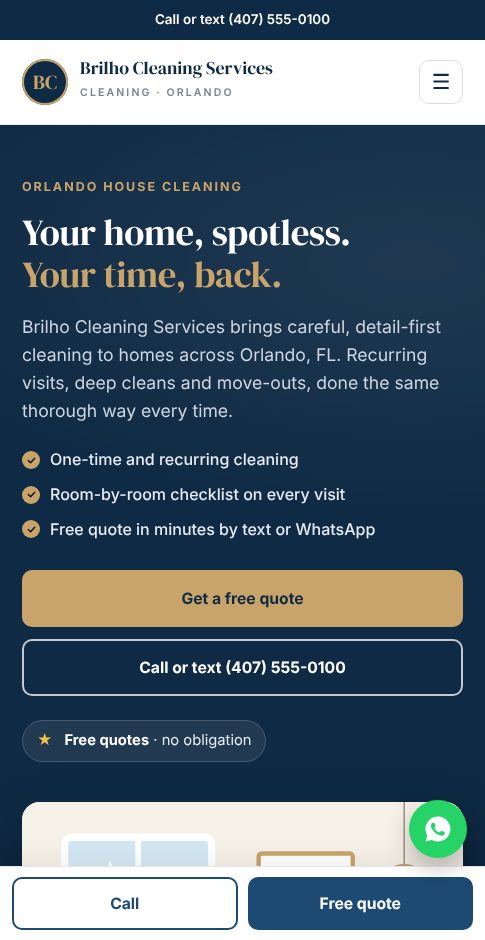 Call or text (407) 555-0100
BC
Brilho Cleaning Services
CLEANING · ORLANDO
ORLANDO HOUSE CLEANING
Your home, spotless.
Your time, back.
Brilho Cleaning Services brings careful, detail-first
cleaning to homes across Orlando, FL. Recurring
visits, deep cleans and move-outs, done the same
thorough way every time.
One-time and recurring cleaning
Room-by-room checklist on every visit
Free quote in minutes by text or WhatsApp
Get a free quote
Call or text (407) 555-0100
Free quotes · no obligation
Call
Free quote